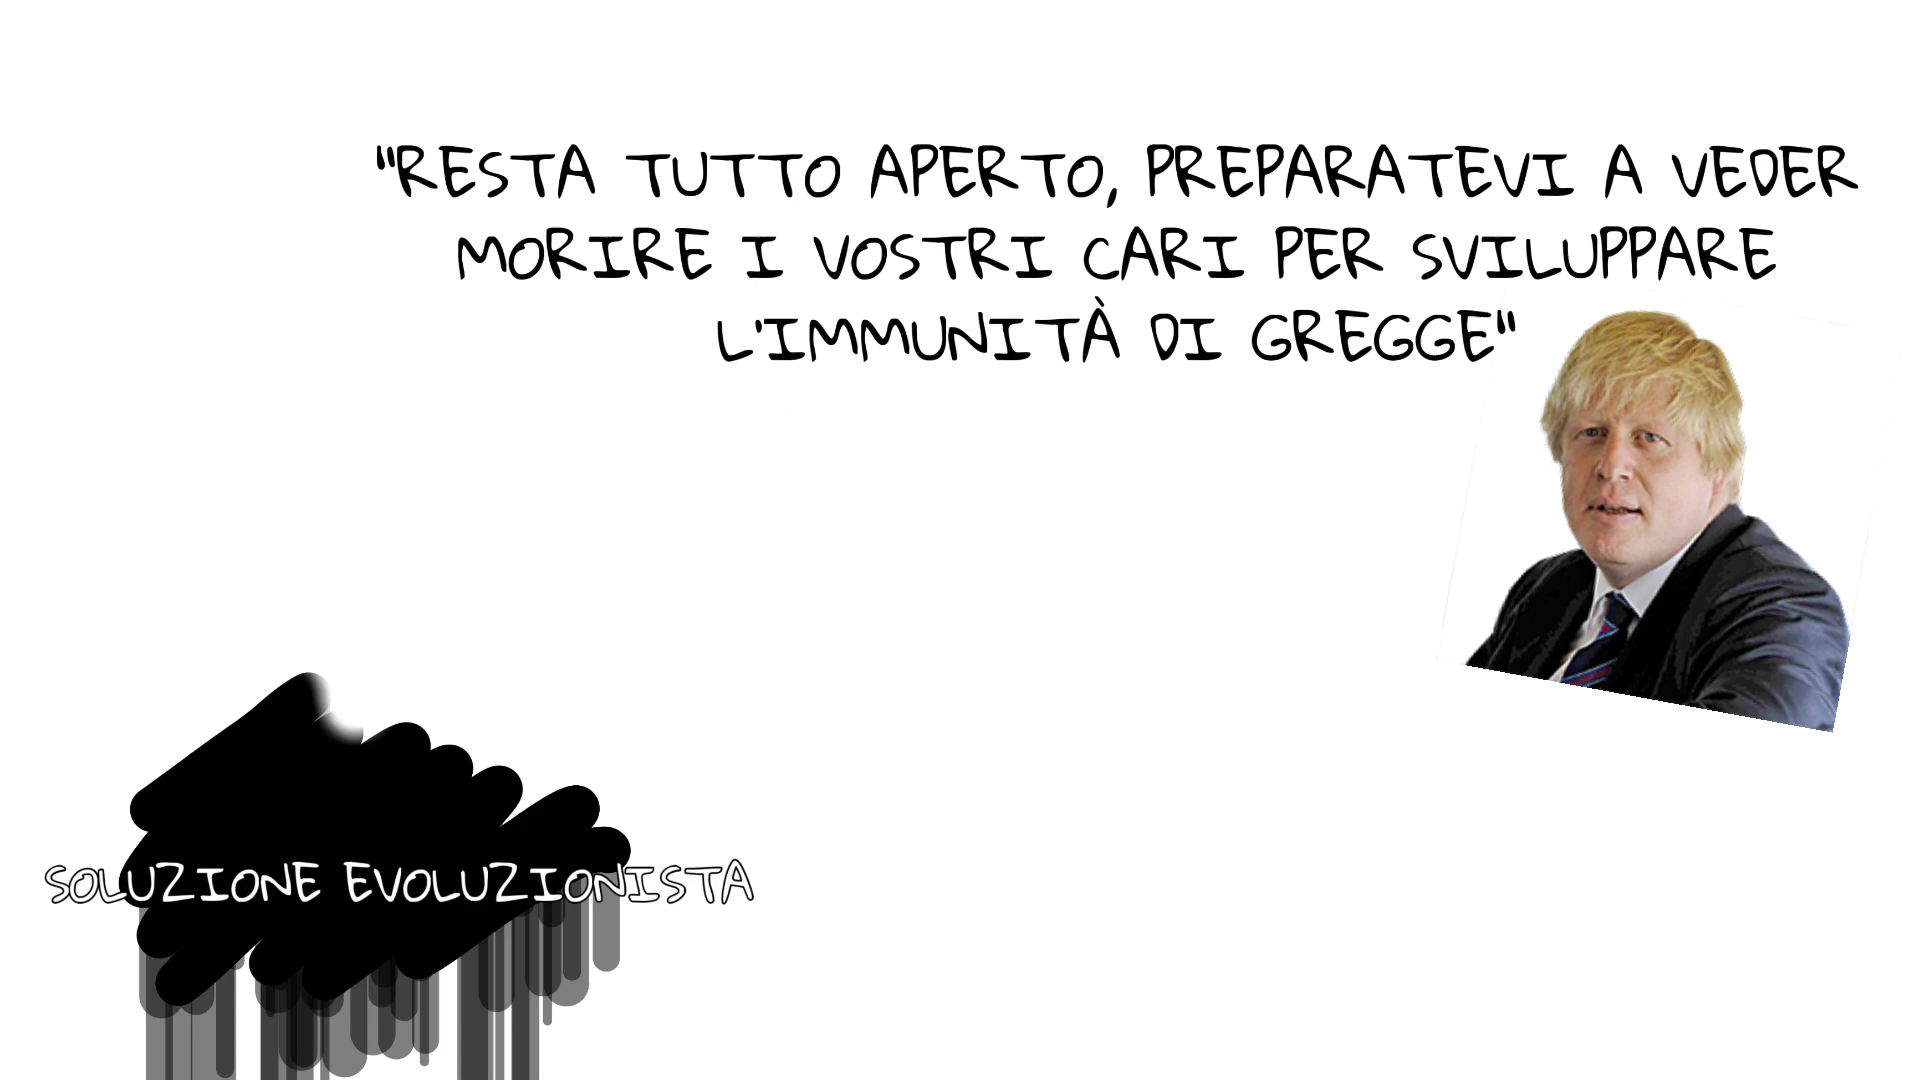 "RESTA TUTTO APERTO, PREPARATEVI A VEDER
MORIRE I VOSTRI CARI PER SVILUPPARE
L'IMMUNITÀ DI GREGGE"
SOLUZIONE EVOLUZIONISTA